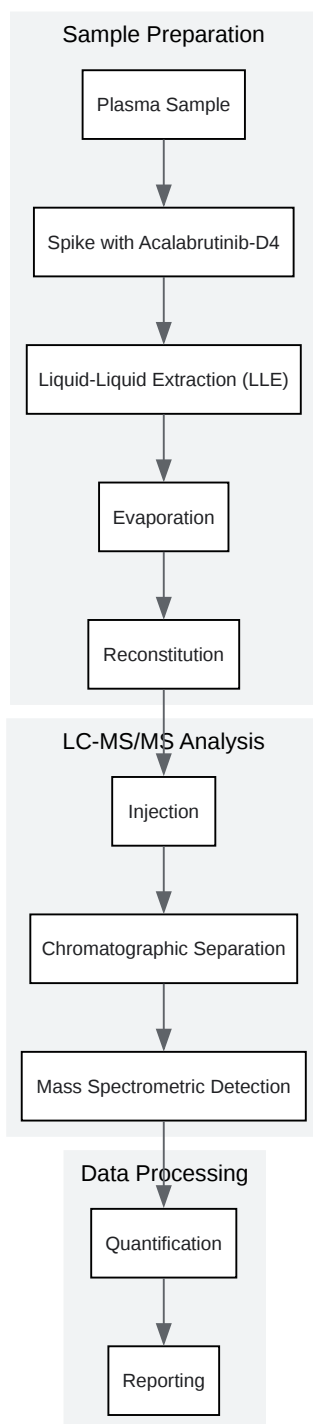 Sample Preparation
Plasma Sample
Spike with Acalabrutinib-D4
Liquid-Liquid Extraction (LLE)
Evaporation
Reconstitution
LC-MS/MS Analysis
Injection
Chromatographic Separation
Mass Spectrometric Detection
Data Processing
Quantification
Reporting